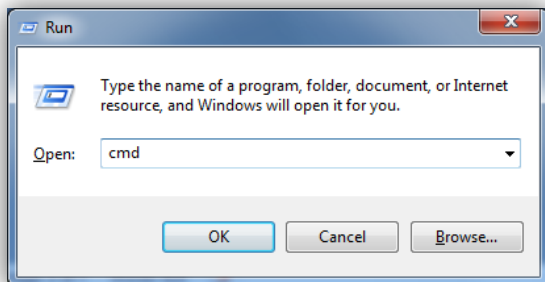 Run
Type the name of a program, folder, document, or Internet
resource, and Windows will open it for you.
Open: cmd
OK Cancel Browse...